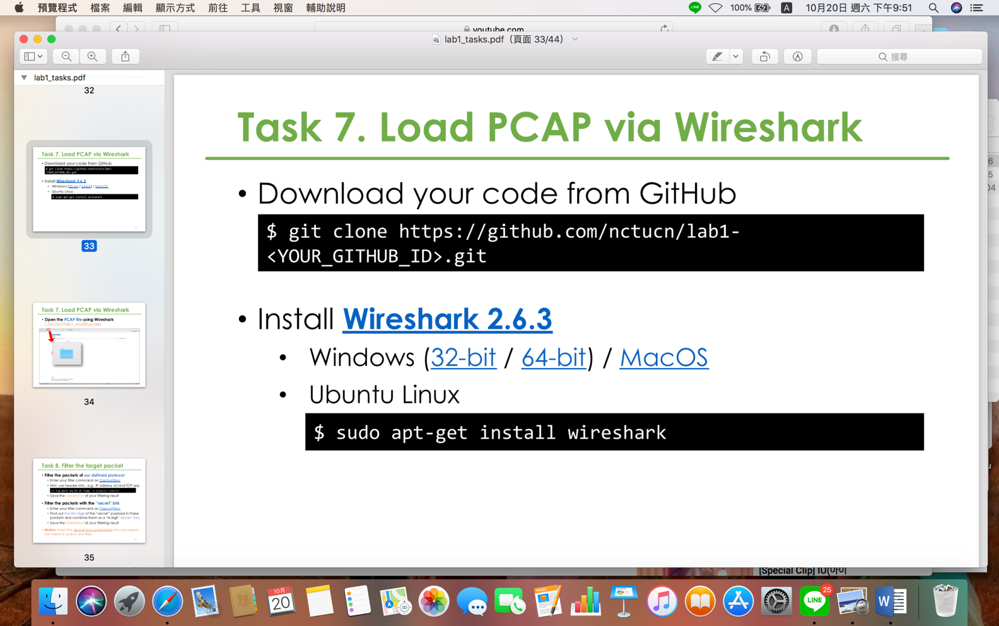 預覽程式 檔案 編輯 顯示方式 前往 工具 視窗 輔助說明
LINE 100% A 10月20日 週六 下午9:51
youtube.com
lab1_tasks.pdf（頁面 33/44）
搜尋
lab1_tasks.pdf
32
Task 7. Load PCAP via Wireshark
• Download your code from GitHub
$ git clone https://github.com/nctucn/lab1-
<YOUR_GITHUB_ID>.git
• Install Wireshark 2.6.3
• Windows (32-bit / 64-bit) / MacOS
• Ubuntu Linux
$ sudo apt-get install wireshark
33
Task 7. Load PCAP via Wireshark
• Open the PCAP file using Wireshark
34
Task 8. Filter the target packet
• Filter the packets of our defined protocol
• Enter your filter command on DisplayFilters
• Hint: use header info., e.g., IP address or/and TCP seq
• Save the screenshot of your filtering result
• Filter the packets with the "secret" bits
• Enter your filter command on DisplayFilters
• Find out the first digit of the "secret" payload in these
packets and combine them as a 14-digit "secret" key
• Save the screenshot of your filtering result
• Notice: Insert the above two screenshots into your report
(no need to output any files)
35
Task 7. Load PCAP via Wireshark
• Download your code from GitHub
$ git clone https://github.com/nctucn/lab1-
<YOUR_GITHUB_ID>.git
• Install Wireshark 2.6.3
• Windows (32-bit / 64-bit) / MacOS
• Ubuntu Linux
$ sudo apt-get install wireshark
6
5
04
[Special Clip] IU(아이
10月
20
3D
PAGES
LINE
25
W